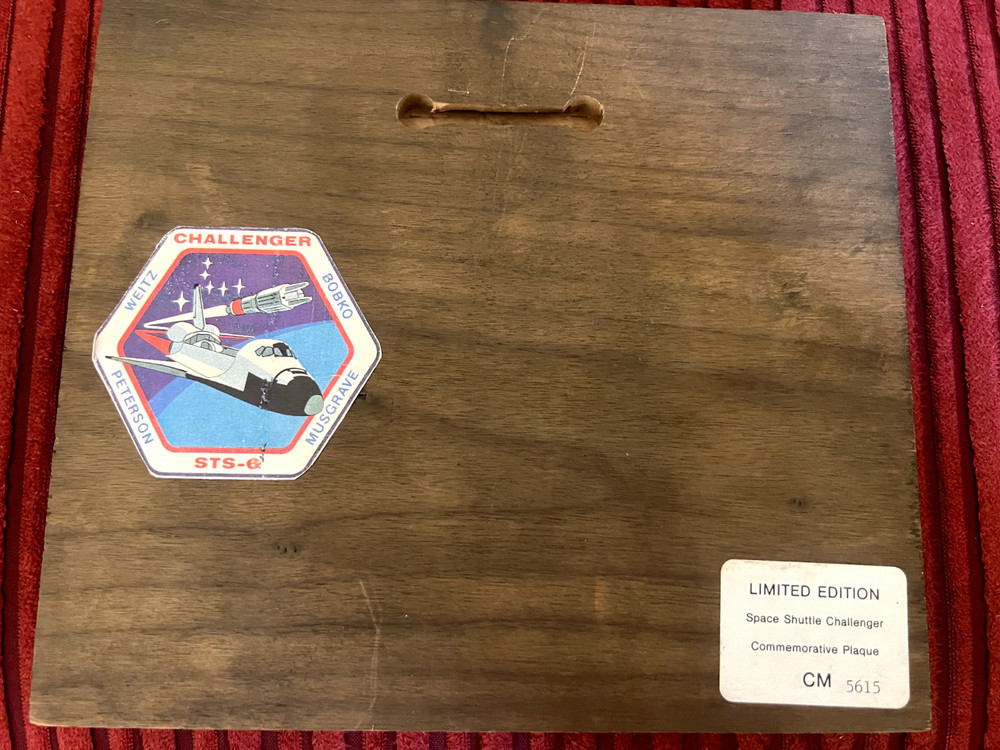 CHALLENGER
WEITZ
BOBKO
PETERSON
MUSGRAVE
STS-6
LIMITED EDITION
Space Shuttle Challenger
Commemorative Plaque
CM 5615